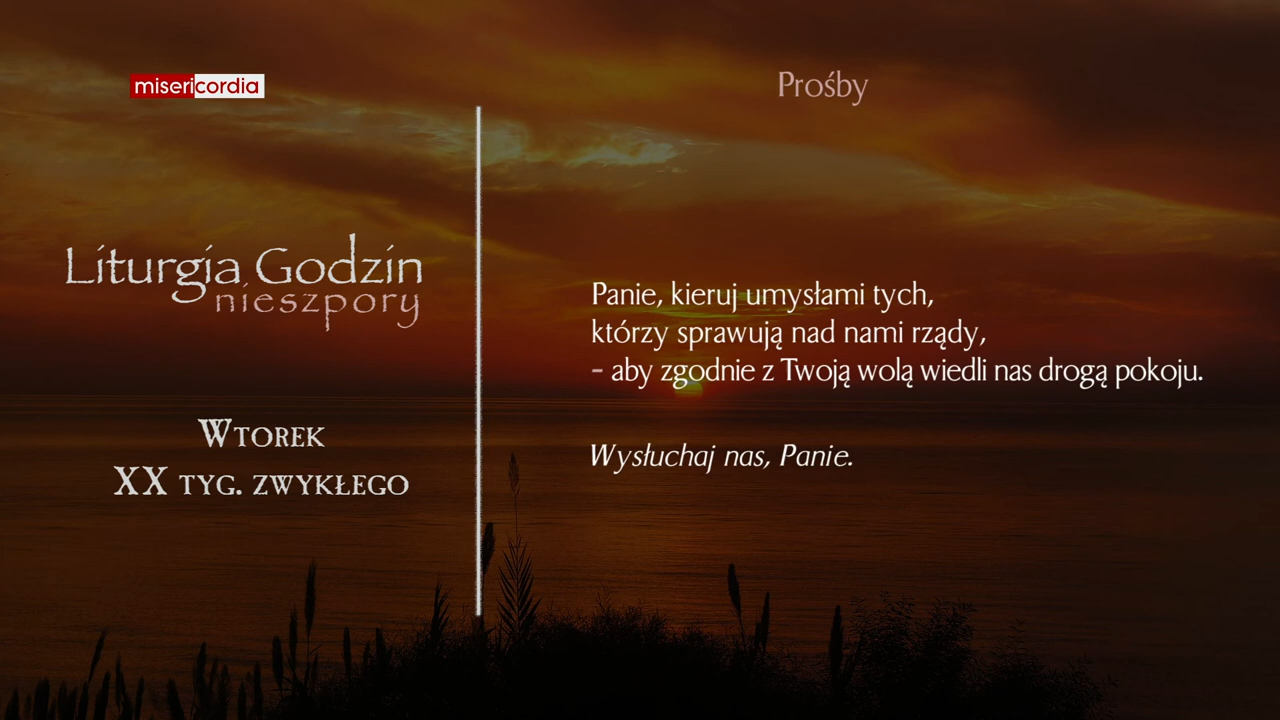 misericordia
Liturgia Godzin
nieszpory
Wtorek
XX tyg. zwykłego
Prośby
Panie, kieruj umysłami tych,
którzy sprawują nad nami rządy,
- aby zgodnie z Twoją wolą wiedli nas drogą pokoju.
Wysłuchaj nas, Panie.